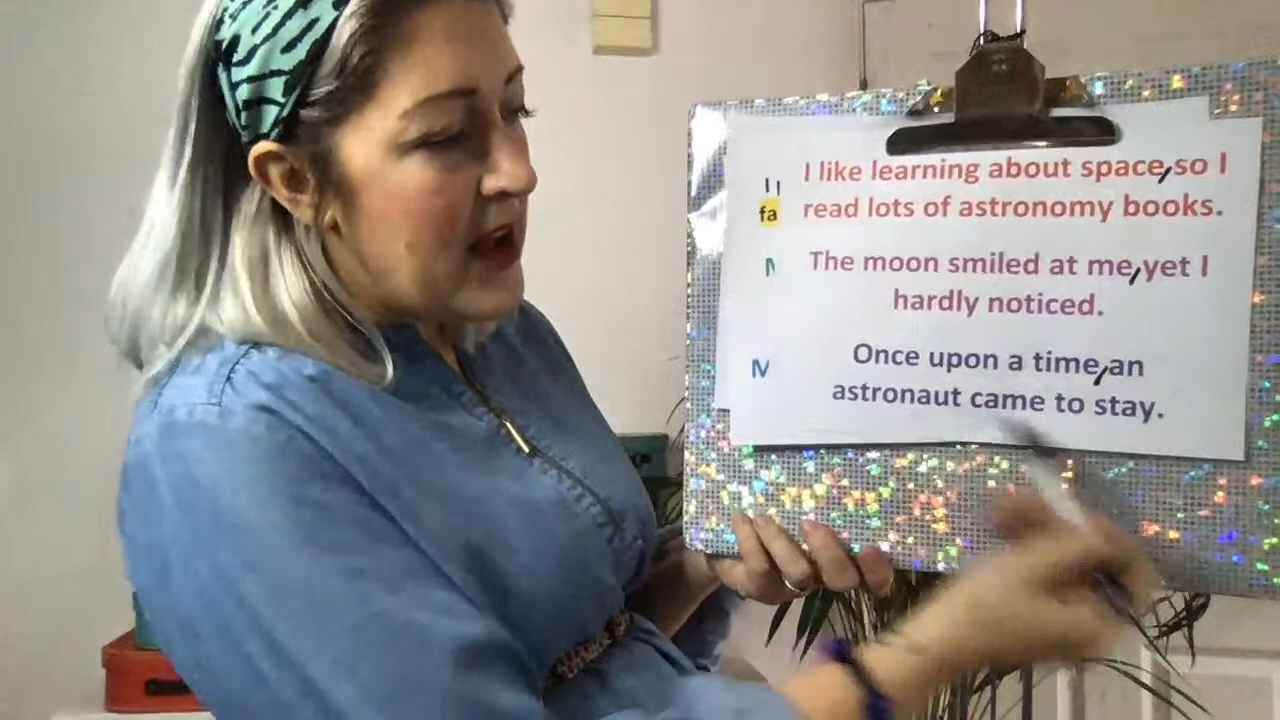 I like learning about space, so I
read lots of astronomy books.
fa
The moon smiled at me, yet I
hardly noticed.
M
Once upon a time, an
astronaut came to stay.